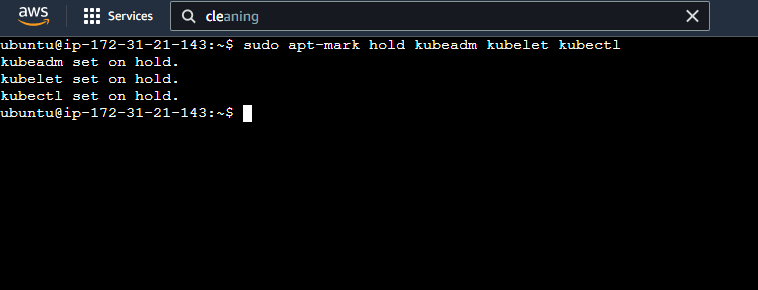 aws
Services
cleaning
ubuntu@ip-172-31-21-143:~$ sudo apt-mark hold kubeadm kubelet kubectl
kubeadm set on hold.
kubelet set on hold.
kubectl set on hold.
ubuntu@ip-172-31-21-143:~$